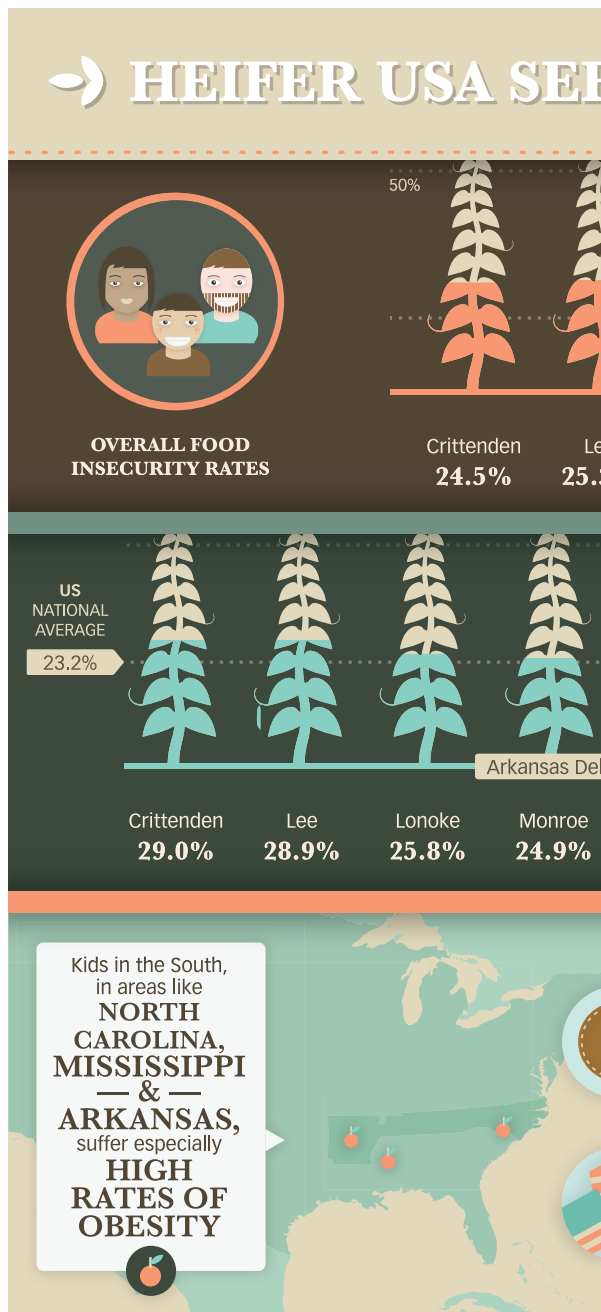 HEIFER USA
50%
OVERALL FOOD
INSECURITY RATES
Crittenden
24.5%
US
NATIONAL
AVERAGE
23.2%
Arkansas
Crittenden
29.0%
Lee
28.9%
Lonoke
25.8%
Monroe
24.9%
Kids in the South,
in areas like
NORTH
CAROLINA,
MISSISSIPPI
&
ARKANSAS,
suffer especially
HIGH
RATES OF
OBESITY